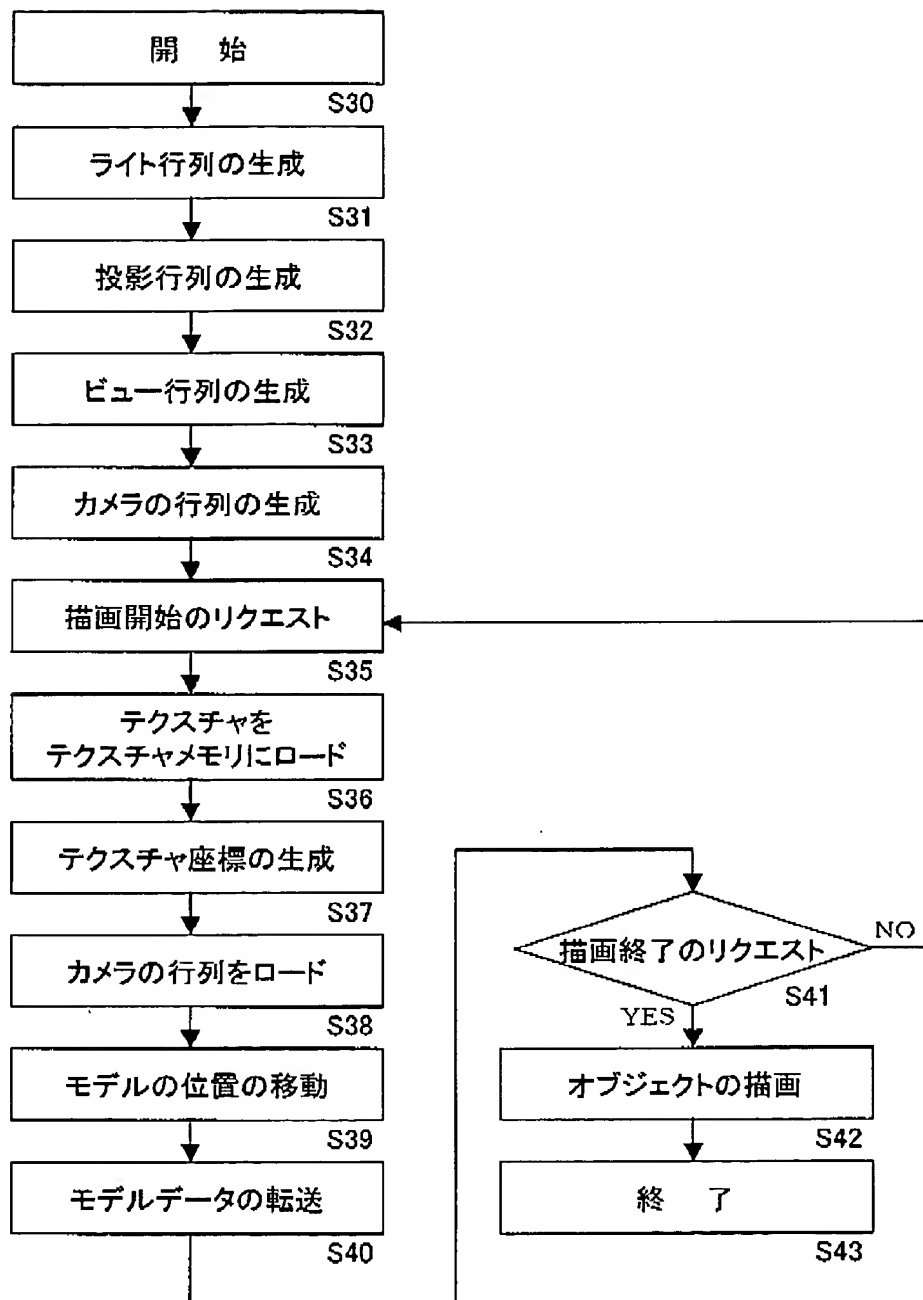 開 始
S30
ライト行列の生成
S31
投影行列の生成
S32
ビュー行列の生成
S33
カメラの行列の生成
S34
描画開始のリクエスト
S35
テクスチャを
テクスチャメモリにロード
S36
テクスチャ座標の生成
S37
カメラの行列をロード
S38
モデルの位置の移動
S39
モデルデータの転送
S40
描画終了のリクエスト
NO
S41
YES
オブジェクトの描画
S42
終 了
S43